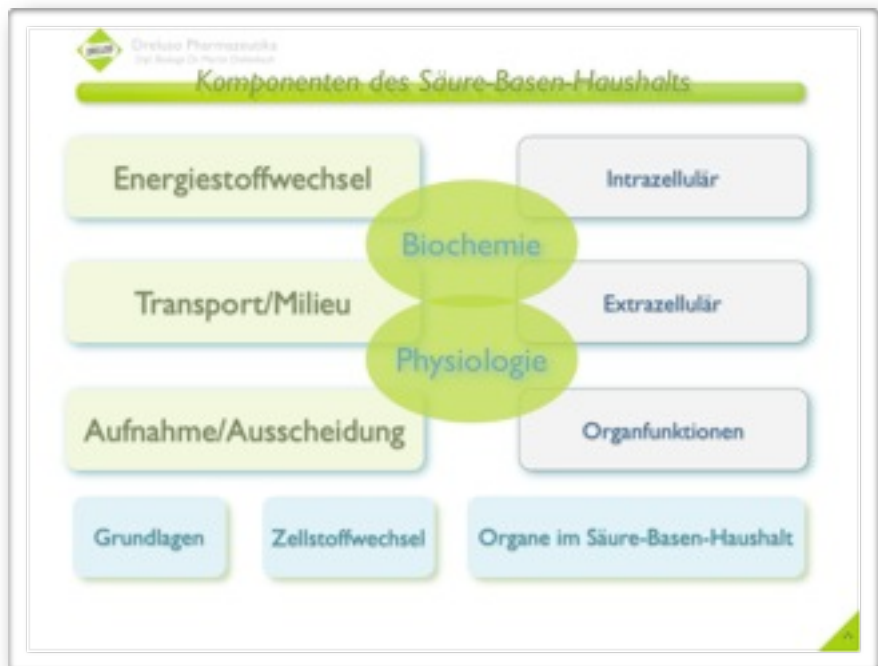 Dreluso Pharmazeutika
Komponenten des Säure-Basen-Haushalts
Energiestoffwechsel
Intrazellulär
Biochemie
Transport/Milieu
Extrazellulär
Physiologie
Aufnahme/Ausscheidung
Organfunktionen
Grundlagen
Zellstoffwechsel
Organe im Säure-Basen-Haushalt